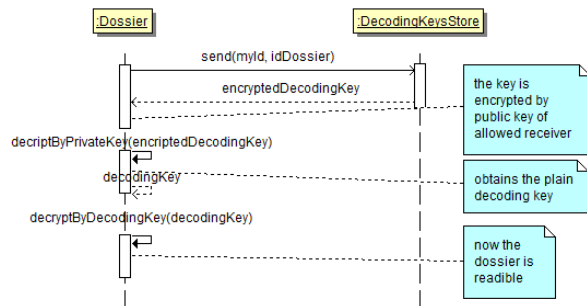 :Dossier
:DecodingKeysStore
send(myId, idDossier)
encryptedDecodingKey
the key is
encrypted by
public key of
allowed receiver
decriptByPrivateKey(encriptedDecodingKey)
decodingKey
obtains the plain
decoding key
decryptByDecodingKey(decodingKey)
now the
dossier is
readible